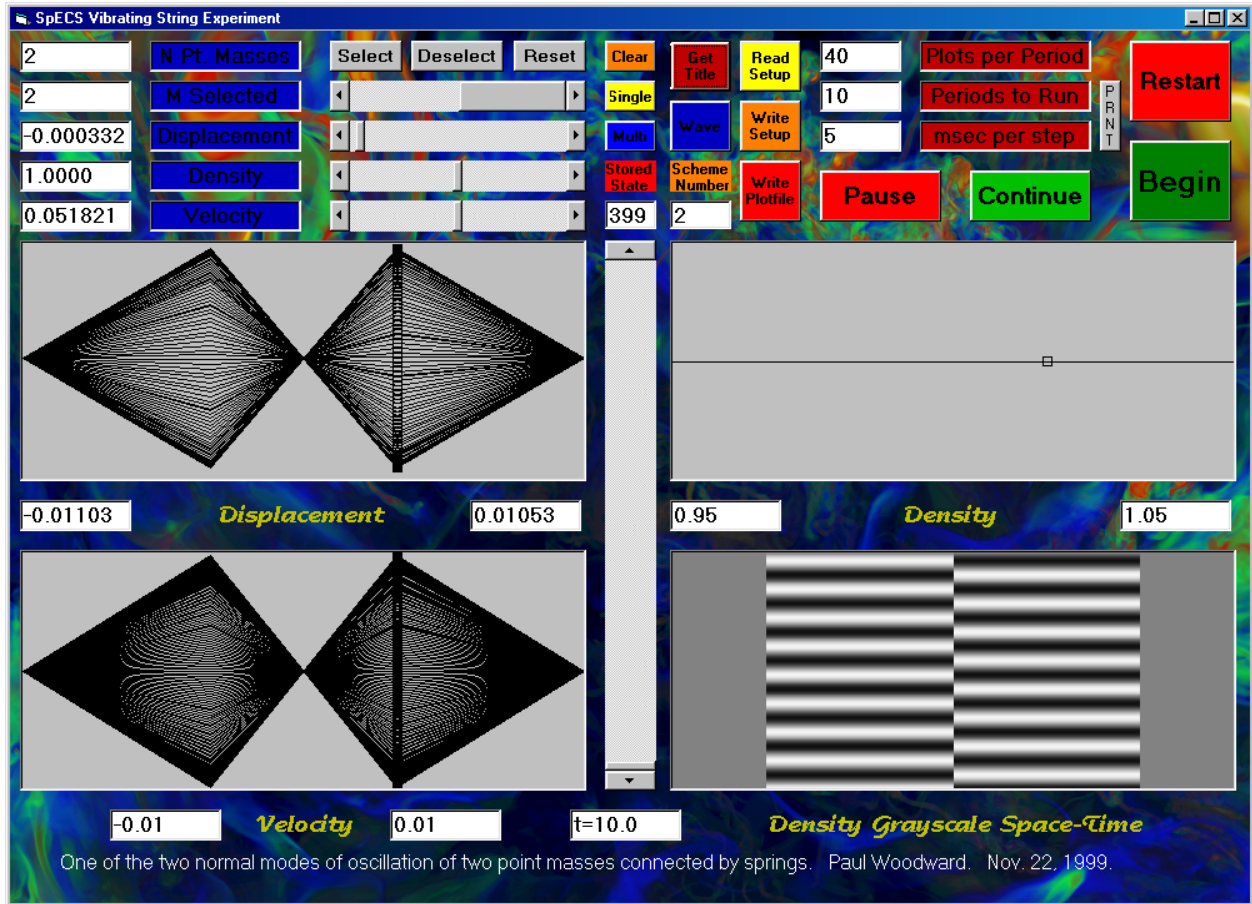 SpECS Vibrating String Experiment
2 N Pt. Masses Select Deselect Reset Clear Get Title Read Setup 40 Plots per Period Restart
2 M Selected Single 10 Periods to Run PRNT
-0.000332 Displacement Multi Wave Write Setup 5 msec per step
1.0000 Density Stored State Scheme Number Write Plotfile Pause Continue Begin
0.051821 Velocity 399 2
-0.01103 Displacement 0.01053 0.95 Density 1.05
-0.01 Velocity 0.01 t=10.0 Density Grayscale Space-Time
One of the two normal modes of oscillation of two point masses connected by springs. Paul Woodward. Nov. 22, 1999.